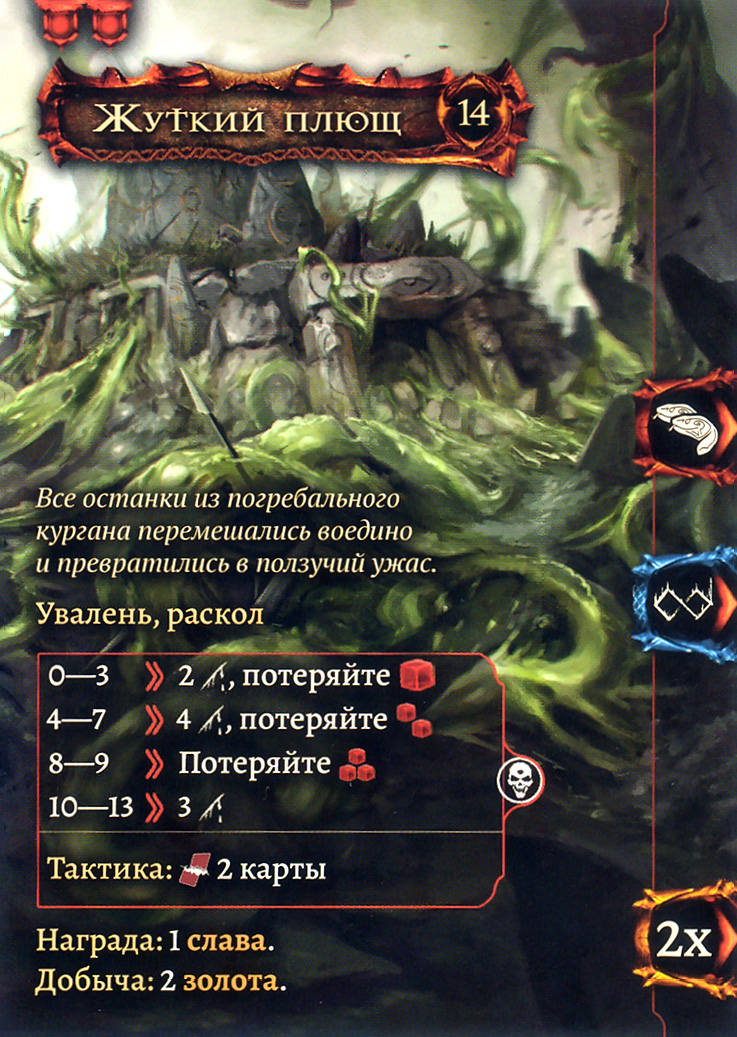 Жуткий плющ 14
Все останки из погребального
кургана перемешались воедино
и превратились в ползучий ужас.
Увалень, раскол
0—3 2 , потеряйте
4—7 4 , потеряйте
8—9 Потеряйте
10—13 3
Тактика: 2 карты
Награда: 1 слава.
Добыча: 2 золота.
2x